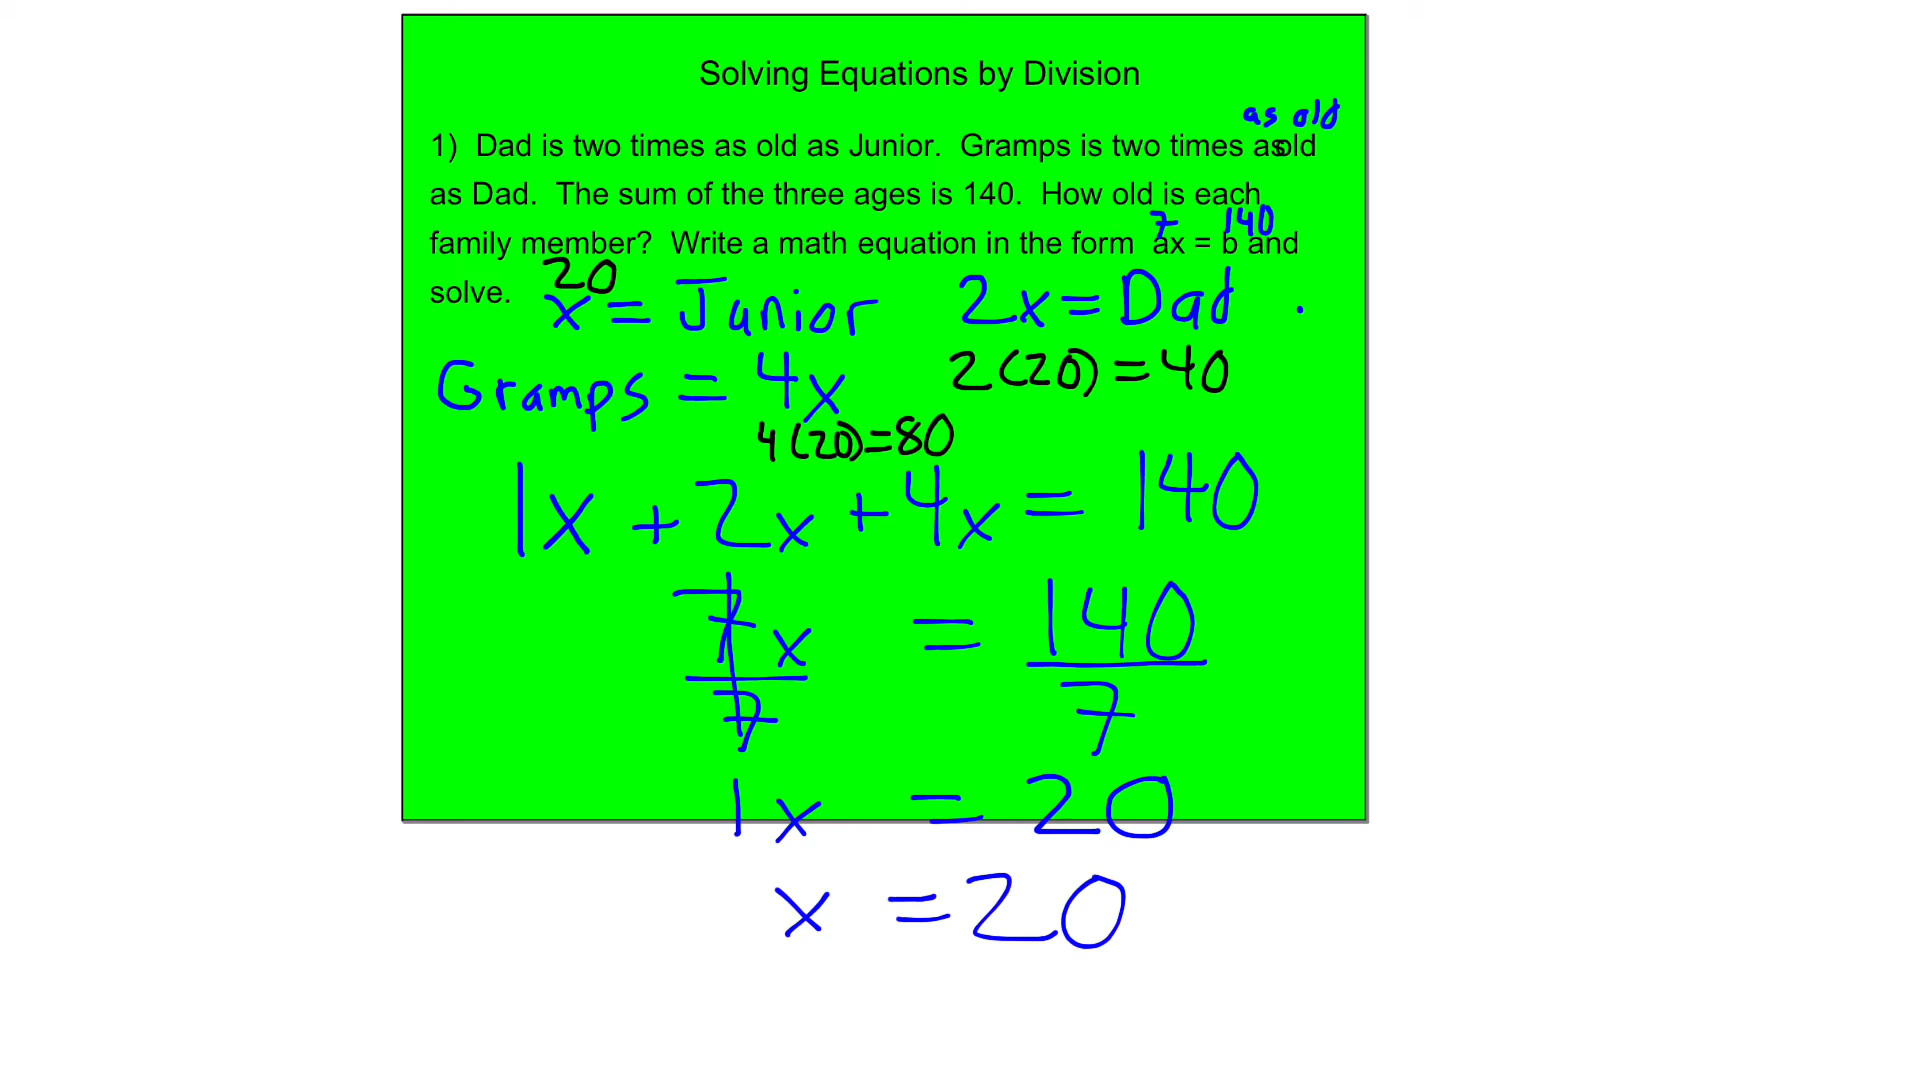 Solving Equations by Division
as old
1) Dad is two times as old as Junior. Gramps is two times as old
as Dad. The sum of the three ages is 140. How old is each
7 140
family member? Write a math equation in the form ax = b and
solve.
20
x = Junior 2x = Dad .
2(20) = 40
Gramps = 4x
4(20)=80
1x + 2x + 4x = 140
7x = 140
7 7
1x = 20
x = 20